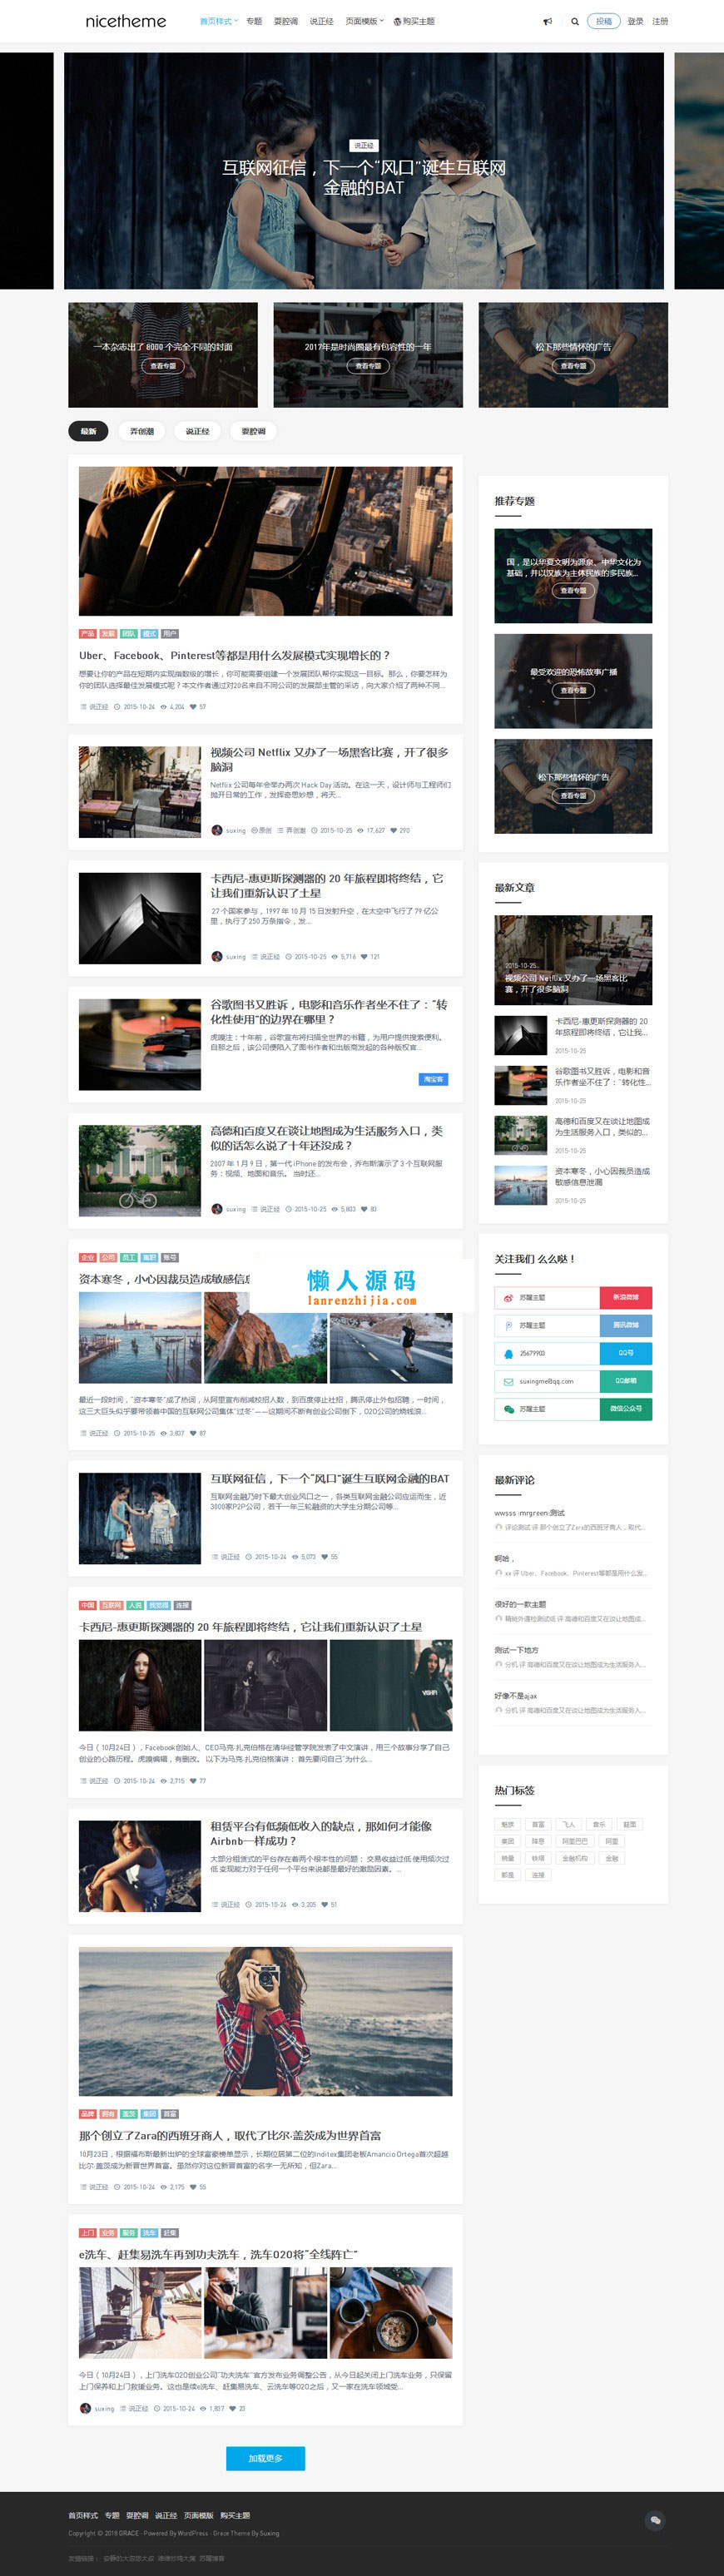 nicetheme
首页样式 专题 耍腔调 说正经 页面模版 购买主题
投稿 登录 注册
说正经
互联网征信，下一个“风口”诞生互联网
金融的BAT
一本杂志出了 8000 个完全不同的封面
查看专题
2017年是时尚圈最有包容性的一年
查看专题
松下那些情怀的广告
查看专题
最新 弄创潮 说正经 耍腔调
产品 发展 团队 模式 用户
Uber、Facebook、Pinterest等都是用什么发展模式实现增长的？
想要让你的产品在短期内实现指数级的增长，你可能需要组建一个发展团队帮你实现这一目标。那么，你要怎样为
你的团队选择最佳发展模式呢？本文作者通过对20名来自不同公司的发展部主管的采访，向大家介绍了两种不同...
说正经 2015-10-24 4,204 57
视频公司 Netflix 又办了一场黑客比赛，开了很多
脑洞
Netflix 公司每年会举办两次 Hack Day 活动。在这一天，设计师与工程师们
抛开日常的工作，发挥奇思妙想，将天...
suxing 原创 弄创潮 2015-10-25 17,627 290
卡西尼-惠更斯探测器的 20 年旅程即将终结，它
让我们重新认识了土星
27 个国家参与，1997 年 10 月 15 日发射升空，在太空中飞行了 79 亿公
里，执行了 250 万条指令，发...
suxing 说正经 2015-10-25 5,716 121
谷歌图书又胜诉，电影和音乐作者坐不住了：“转
化性使用”的边界在哪里？
虎嗅注：十年前，谷歌宣布将扫描全世界的书籍，为用户提供搜索便利。
目那之后，该公司便陷入了图书作者和出版商发起的各种版权官...
淘宝客
高德和百度又在谈让地图成为生活服务入口，类
似的话怎么说了十年还没成？
2007 年 1 月 9 日，第一代 iPhone 的发布会，乔布斯演示了 3 个互联网服
务：视频、地图和音乐。 当时还...
suxing 说正经 2015-10-25 5,803 83
企业 公司 员工 离职 账号
资本寒冬，小心因裁员造成敏感信息
懒人源码
lanrenzhijia.com
最近一段时间，“资本寒冬”成了热词，从阿里宣布削减校招人数，到百度停止社招，腾讯停止外包招聘，一时间，
这三大巨头似乎要带领着中国的互联网公司集体“过冬”——这期间不断有创业公司倒下，O2O公司的烧钱浪...
说正经 2015-10-25 3,837 87
互联网征信，下一个“风口”诞生互联网金融的BAT
互联网金融乃时下最大创业风口之一，各类互联网金融公司应运而生，近
3000家P2P公司，若干一年三轮融资的大学生分期公司等...
说正经 2015-10-24 5,073 55
中国 互联网 人说 我觉得 连接
卡西尼-惠更斯探测器的 20 年旅程即将终结，它让我们重新认识了土星
今日（10月24日），Facebook创始人、CEO马克·扎克伯格在清华经管学院发表了中文演讲，用三个故事分享了自己
创业的心路历程。虎嗅编辑，有删改。 以下为马克·扎克伯格演讲： 首先要问自己“为什么...
说正经 2015-10-24 2,715 77
租赁平台有低频低收入的缺点，那如何才能像
Airbnb一样成功？
大部分租赁式的平台存在着两个根本性的问题： 交易收益过低 使用频次过
低 变现能力对于任何一个平台来说都是最好的激励因素。...
说正经 2015-10-24 3,205 51
品牌 拥有 盖茨 集团 首富
那个创立了Zara的西班牙商人，取代了比尔·盖茨成为世界首富
10月23日，根据福布斯最新出炉的全球富豪榜单显示，长期位居第二位的Inditex集团老板Amancio Ortega首次超越
比尔·盖茨成为新晋世界首富。虽然你对这位新晋首富的名字一无所知，但Zara...
说正经 2015-10-24 2,175 55
上门 业务 服务 洗车 赶集
e洗车、赶集易洗车再到功夫洗车，洗车O2O将“全线阵亡”
今日（10月24日），上门洗车O2O创业公司“功夫洗车”官方发布业务调整公告，从今日起关闭上门洗车业务，只保留
上门保养和上门救援业务。这也是续e洗车、赶集易洗车、云洗车等O2O之后，又一家在洗车领域受...
suxing 说正经 2015-10-24 1,837 23
加载更多
推荐专题
国，是以华夏文明为源泉、中华文化为
基础，并以汉族为主体民族的多民族...
查看专题
最受欢迎的恐怖故事广播
查看专题
松下那些情怀的广告
查看专题
最新文章
2015-10-25
视频公司 Netflix 又办了一场黑客比
赛，开了很多脑洞
卡西尼-惠更斯探测器的 20
年旅程即将终结，它让我...
2015-10-25
谷歌图书又胜诉，电影和音
乐作者坐不住了：“转化性...
2015-10-25
高德和百度又在谈让地图成
为生活服务入口，类似的...
2015-10-25
资本寒冬，小心因裁员造成
敏感信息泄漏
2015-10-25
关注我们 么么哒！
苏醒主题 新浪微博
苏醒主题 腾讯微博
25679903 QQ号
suxingme@qq.com QQ邮箱
苏醒主题 微信公众号
最新评论
wwsss :mrgreen:测试
评论测试 评 那个创立了Zara的西班牙商人，取代...
啊哈，
xx 评 Uber、Facebook、Pinterest等都是用什么发...
很好的一款主题
精锐外遇检测试纸 评 高德和百度又在谈让地图成...
测试一下地方
分机 评 高德和百度又在谈让地图成为生活服务入...
好像不是ajax
分机 评 高德和百度又在谈让地图成为生活服务入...
热门标签
魅族 首富 飞人 音乐 鞋面
集团 降息 阿里巴巴 阿里
销量 铁塔 金融机构 金融
都是 连接
首页样式 专题 耍腔调 说正经 页面模版 购买主题
Copyright © 2018 GRACE · Powered By WordPress · Grace Theme By Suxing
友情链接：